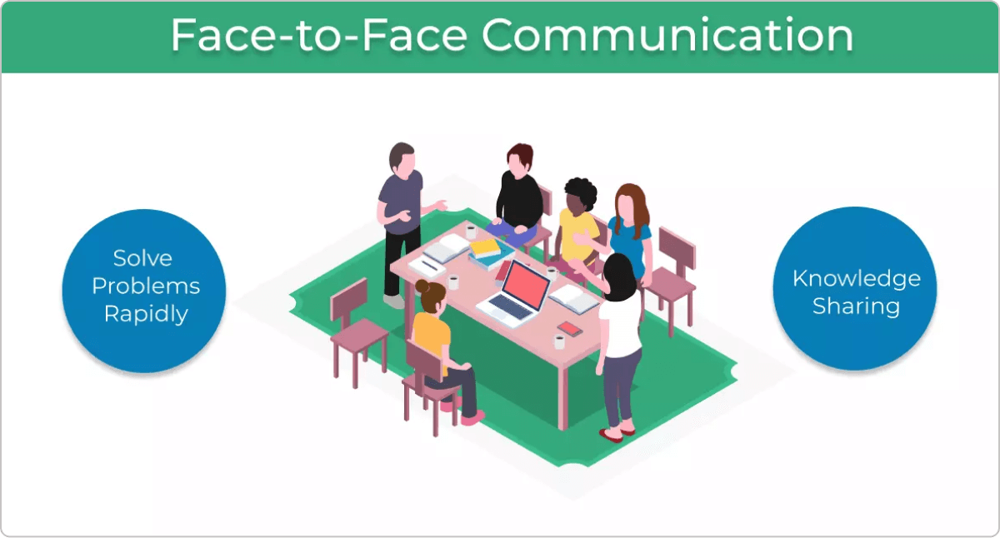 Face-to-Face Communication
Solve
Problems
Rapidly
Knowledge
Sharing